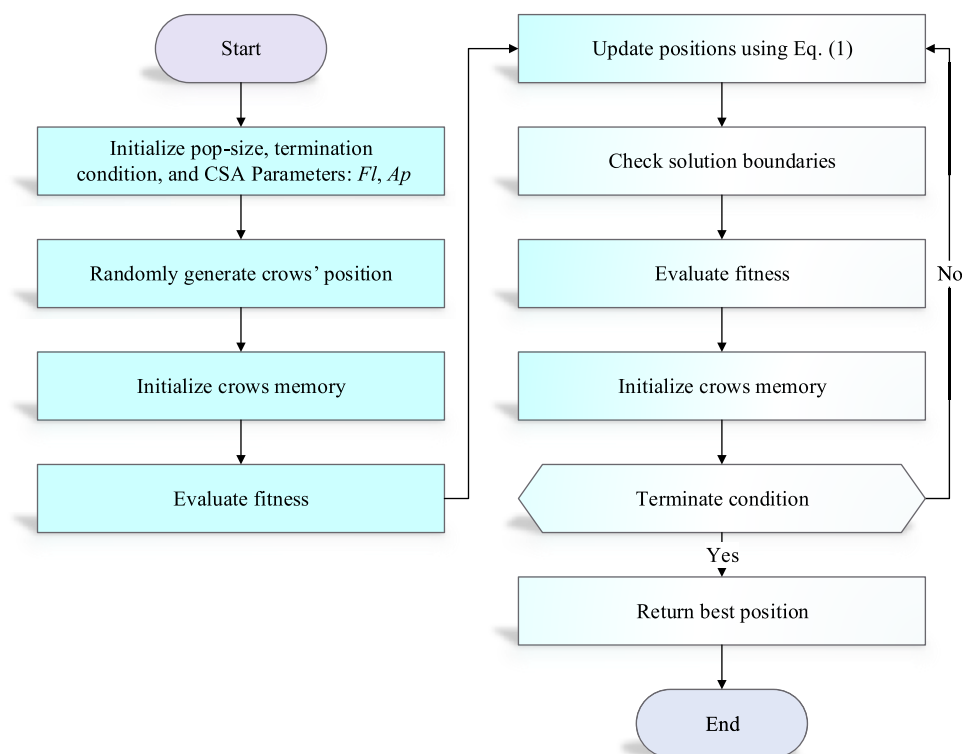 Start
Initialize pop-size, termination
condition, and CSA Parameters: Fl, Ap
Randomly generate crows’ position
Initialize crows memory
Evaluate fitness
Update positions using Eq. (1)
Check solution boundaries
Evaluate fitness
Initialize crows memory
Terminate condition
No
Yes
Return best position
End